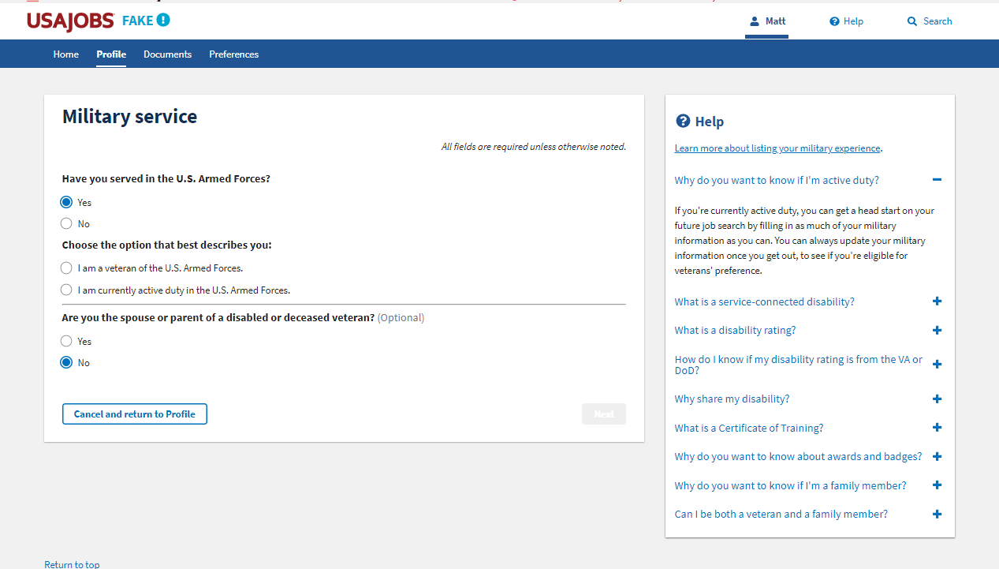 USAJOBS FAKE
Matt
Help
Search
Home
Profile
Documents
Preferences
Military service
All fields are required unless otherwise noted.
Have you served in the U.S. Armed Forces?
Yes
No
Choose the option that best describes you:
I am a veteran of the U.S. Armed Forces.
I am currently active duty in the U.S. Armed Forces.
Are you the spouse or parent of a disabled or deceased veteran? (Optional)
Yes
No
Cancel and return to Profile
Next
Help
Learn more about listing your military experience.
Why do you want to know if I'm active duty?
If you're currently active duty, you can get a head start on your
future job search by filling in as much of your military
information as you can. You can always update your military
information once you get out, to see if you're eligible for
veterans' preference.
What is a service-connected disability?
What is a disability rating?
How do I know if my disability rating is from the VA or
DoD?
Why share my disability?
What is a Certificate of Training?
Why do you want to know about awards and badges?
Why do you want to know if I'm a family member?
Can I be both a veteran and a family member?
Return to top